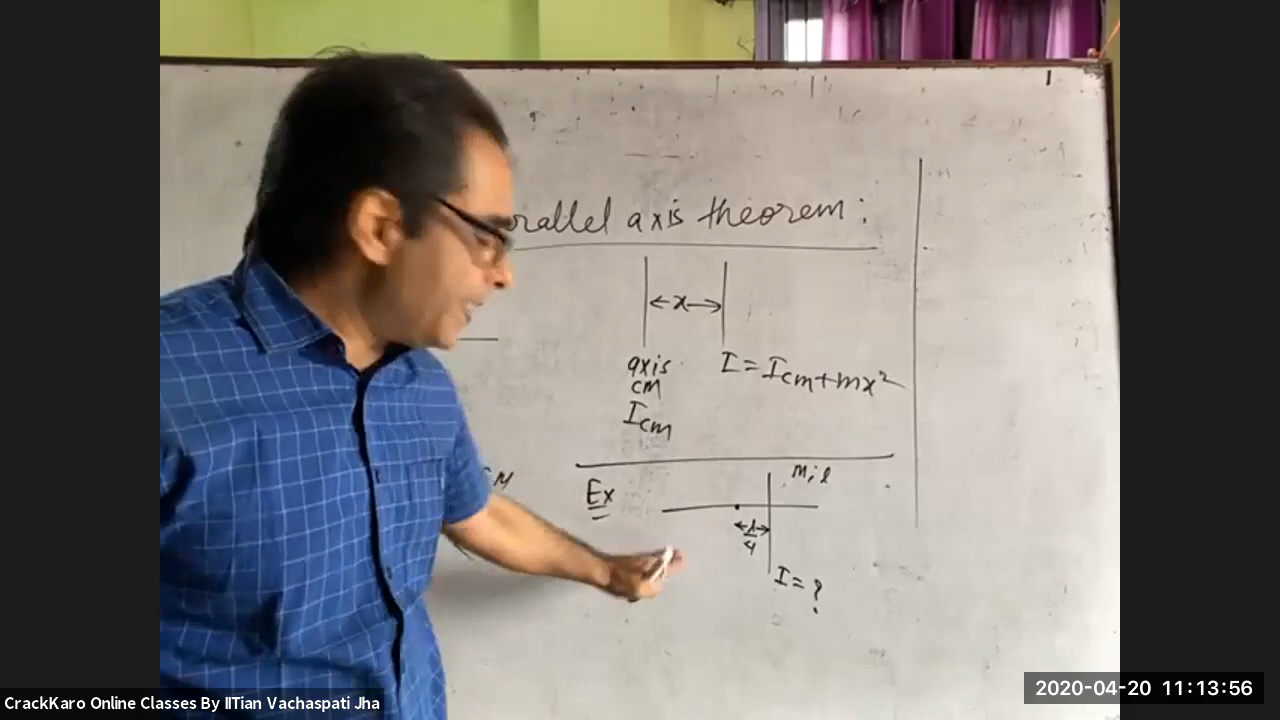 rallel axis theorem:
x
axis
cm
Icm
I = Icm + mx²
Ex
m, l
l/4
I = ?
CrackKaro Online Classes By IITian Vachaspati Jha
2020-04-20 11:13:56